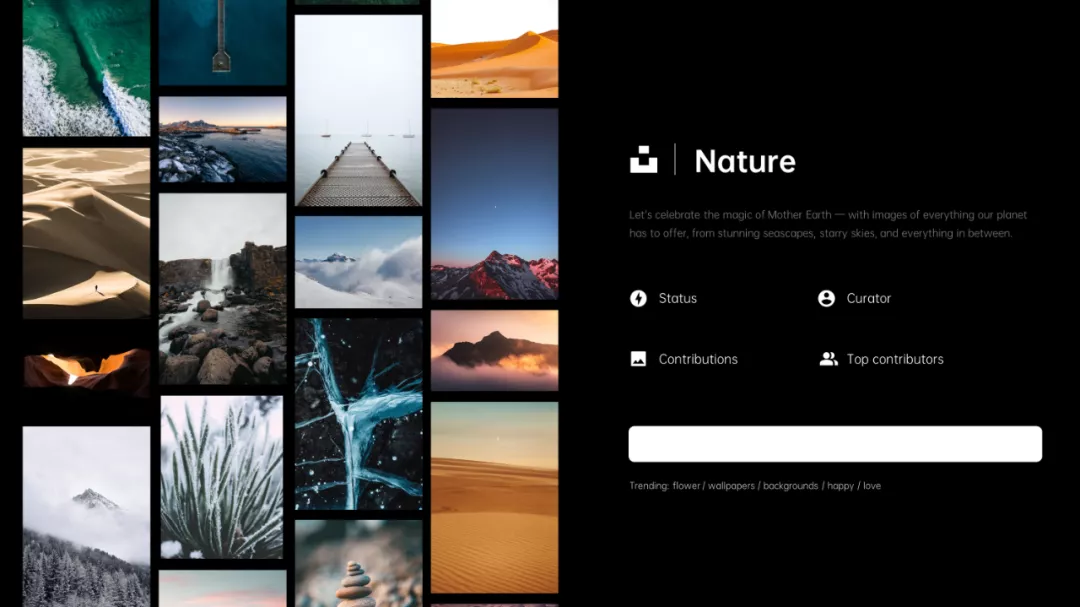 Nature
Let's celebrate the magic of Mother Earth — with images of everything our planet
has to offer, from stunning seascapes, starry skies, and everything in between.
Status
Curator
Contributions
Top contributors
Trending: flower / wallpapers / backgrounds / happy / love